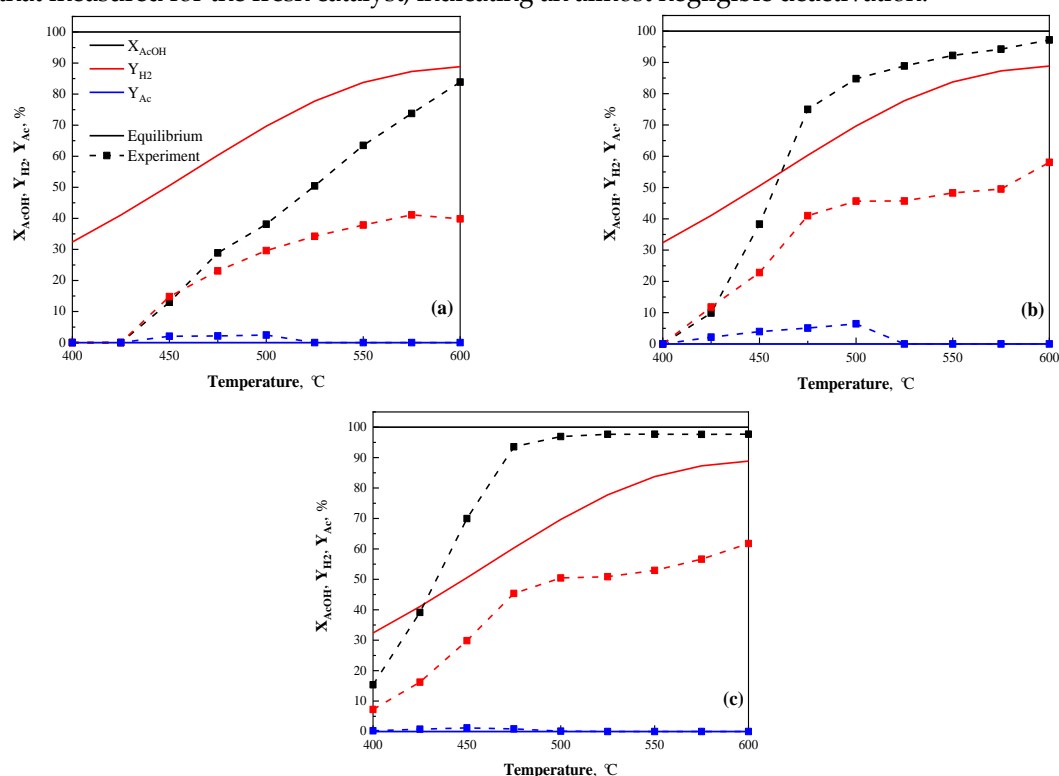 that measured for the fresh catalyst, indicating an almost negligible deactivation.
X_AcOH
Y_H2
Y_Ac
Equilibrium
Experiment
X_AcOH, Y_H2, Y_Ac, %
100
90
80
70
60
50
40
30
20
10
0
(a)
400 450 500 550 600
Temperature, ℃
X_AcOH, Y_H2, Y_Ac, %
100
90
80
70
60
50
40
30
20
10
0
(b)
400 450 500 550 600
Temperature, ℃
X_AcOH, Y_H2, Y_Ac, %
100
90
80
70
60
50
40
30
20
10
0
(c)
400 450 500 550 600
Temperature, ℃